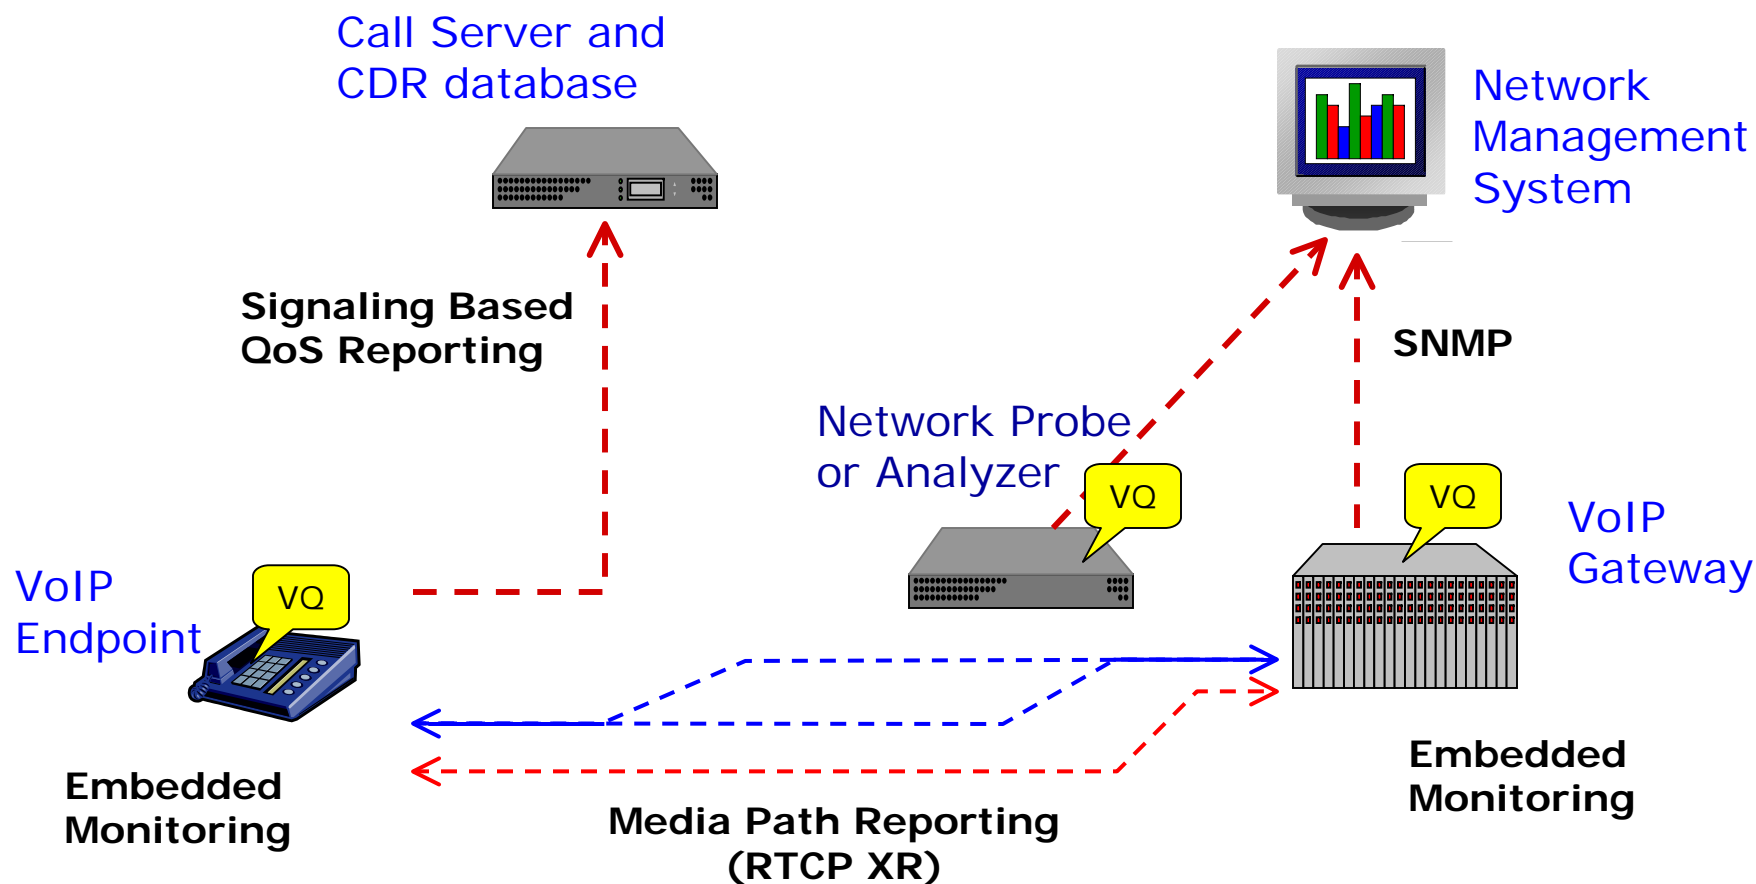 Call Server and
CDR database
Network
Management
System
Signaling Based
QoS Reporting
SNMP
Network Probe
or Analyzer
VQ
VQ
VoIP
Gateway
VoIP
Endpoint
VQ
Embedded
Monitoring
Media Path Reporting
(RTCP XR)
Embedded
Monitoring